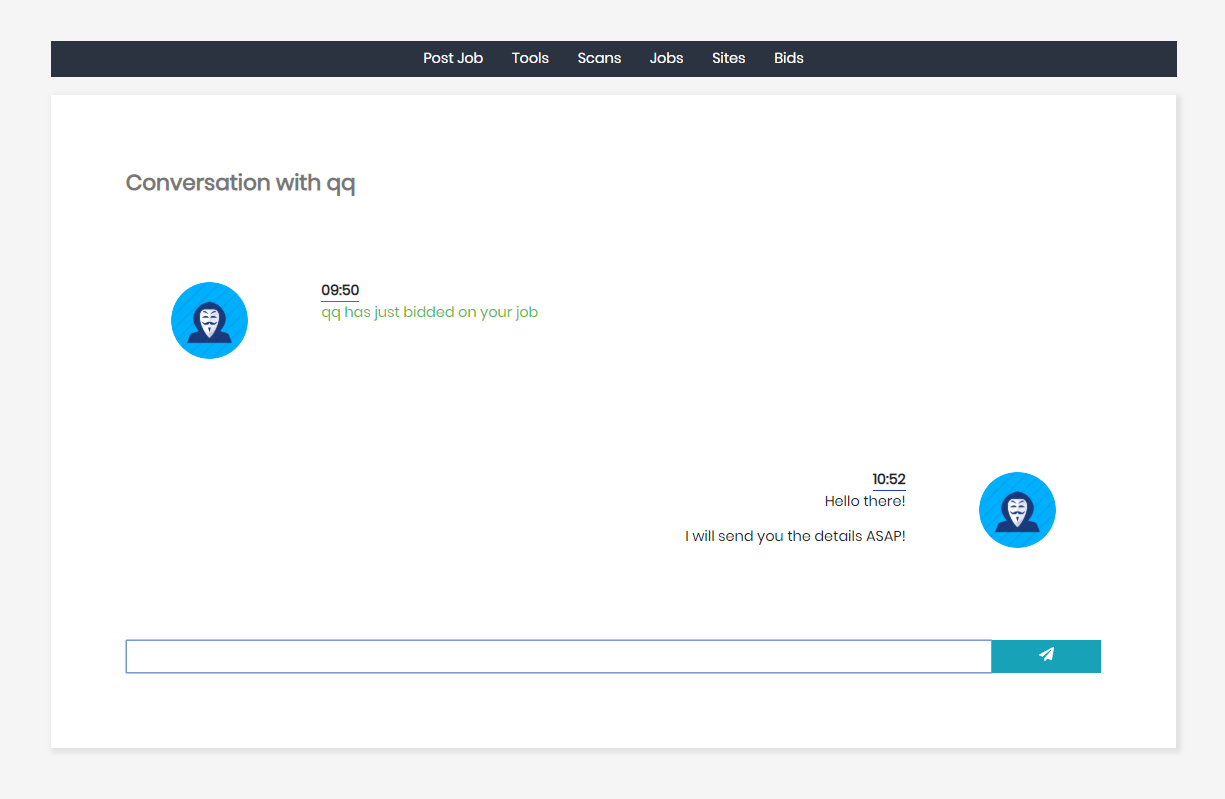 Post Job Tools Scans Jobs Sites Bids
Conversation with qq
09:50
qq has just bidded on your job
10:52
Hello there!
I will send you the details ASAP!